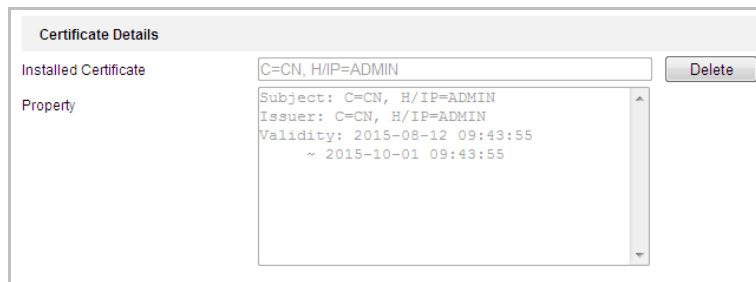 Certificate Details
Installed Certificate C=CN, H/IP=ADMIN Delete
Property
Subject: C=CN, H/IP=ADMIN
Issuer: C=CN, H/IP=ADMIN
Validity: 2015-08-12 09:43:55
~ 2015-10-01 09:43:55